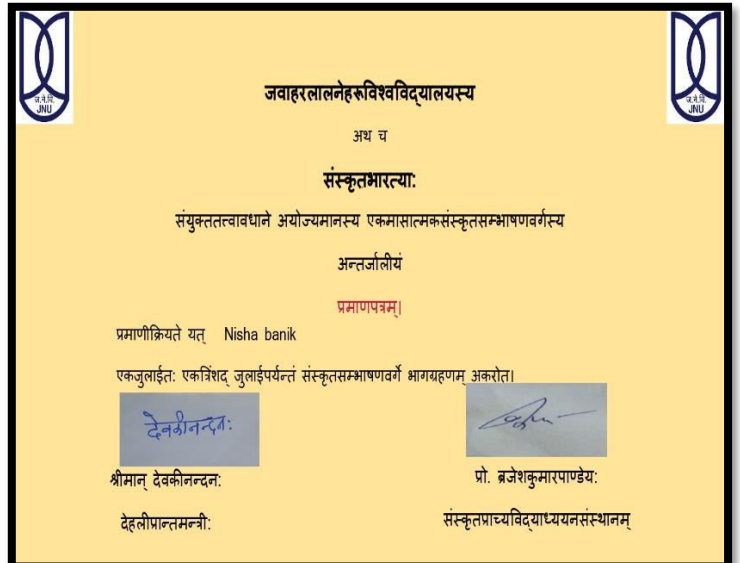 ज.ने.वि.
JNU
ज.ने.वि.
JNU
जवाहरलालनेहरूविश्वविद्यालयस्य
अथ च
संस्कृतभारत्या:
संयुक्ततत्त्वावधाने अयोज्यमानस्य एकमासात्मकसंस्कृतसम्भाषणवर्गस्य
अन्तर्जालीयं
प्रमाणपत्रम्|
प्रमाणीक्रियते यत् Nisha banik
एकजुलाईत: एकत्रिंशद् जुलाईपर्यन्तं संस्कृतसम्भाषणवर्गे भागग्रहणम् अकरोत|
देवकीनन्दन:
श्रीमान् देवकीनन्दन: प्रो. ब्रजेशकुमारपाण्डेय:
देहलीप्रान्तमन्त्री: संस्कृतप्राच्यविद्याध्ययनसंस्थानम्